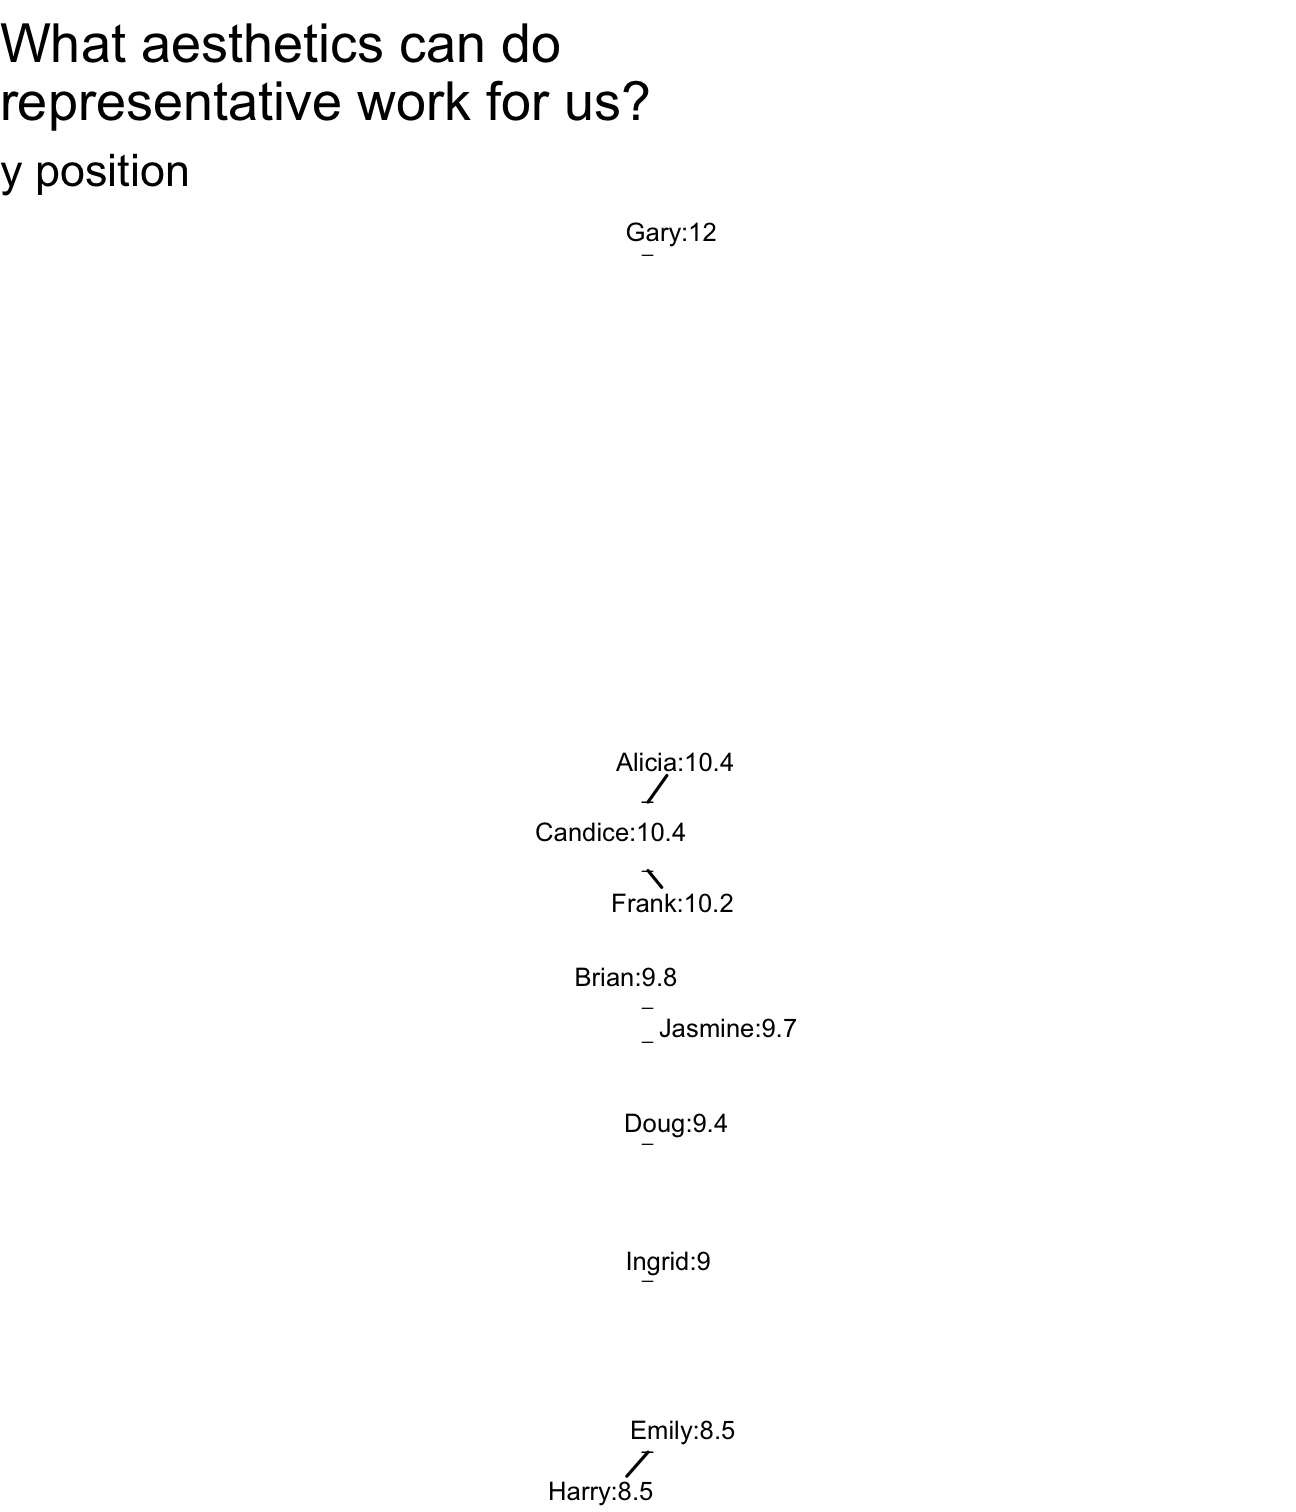 What aesthetics can do
representative work for us?
y position
Gary:12
Alicia:10.4
Candice:10.4
Frank:10.2
Brian:9.8
Jasmine:9.7
Doug:9.4
Ingrid:9
Emily:8.5
Harry:8.5